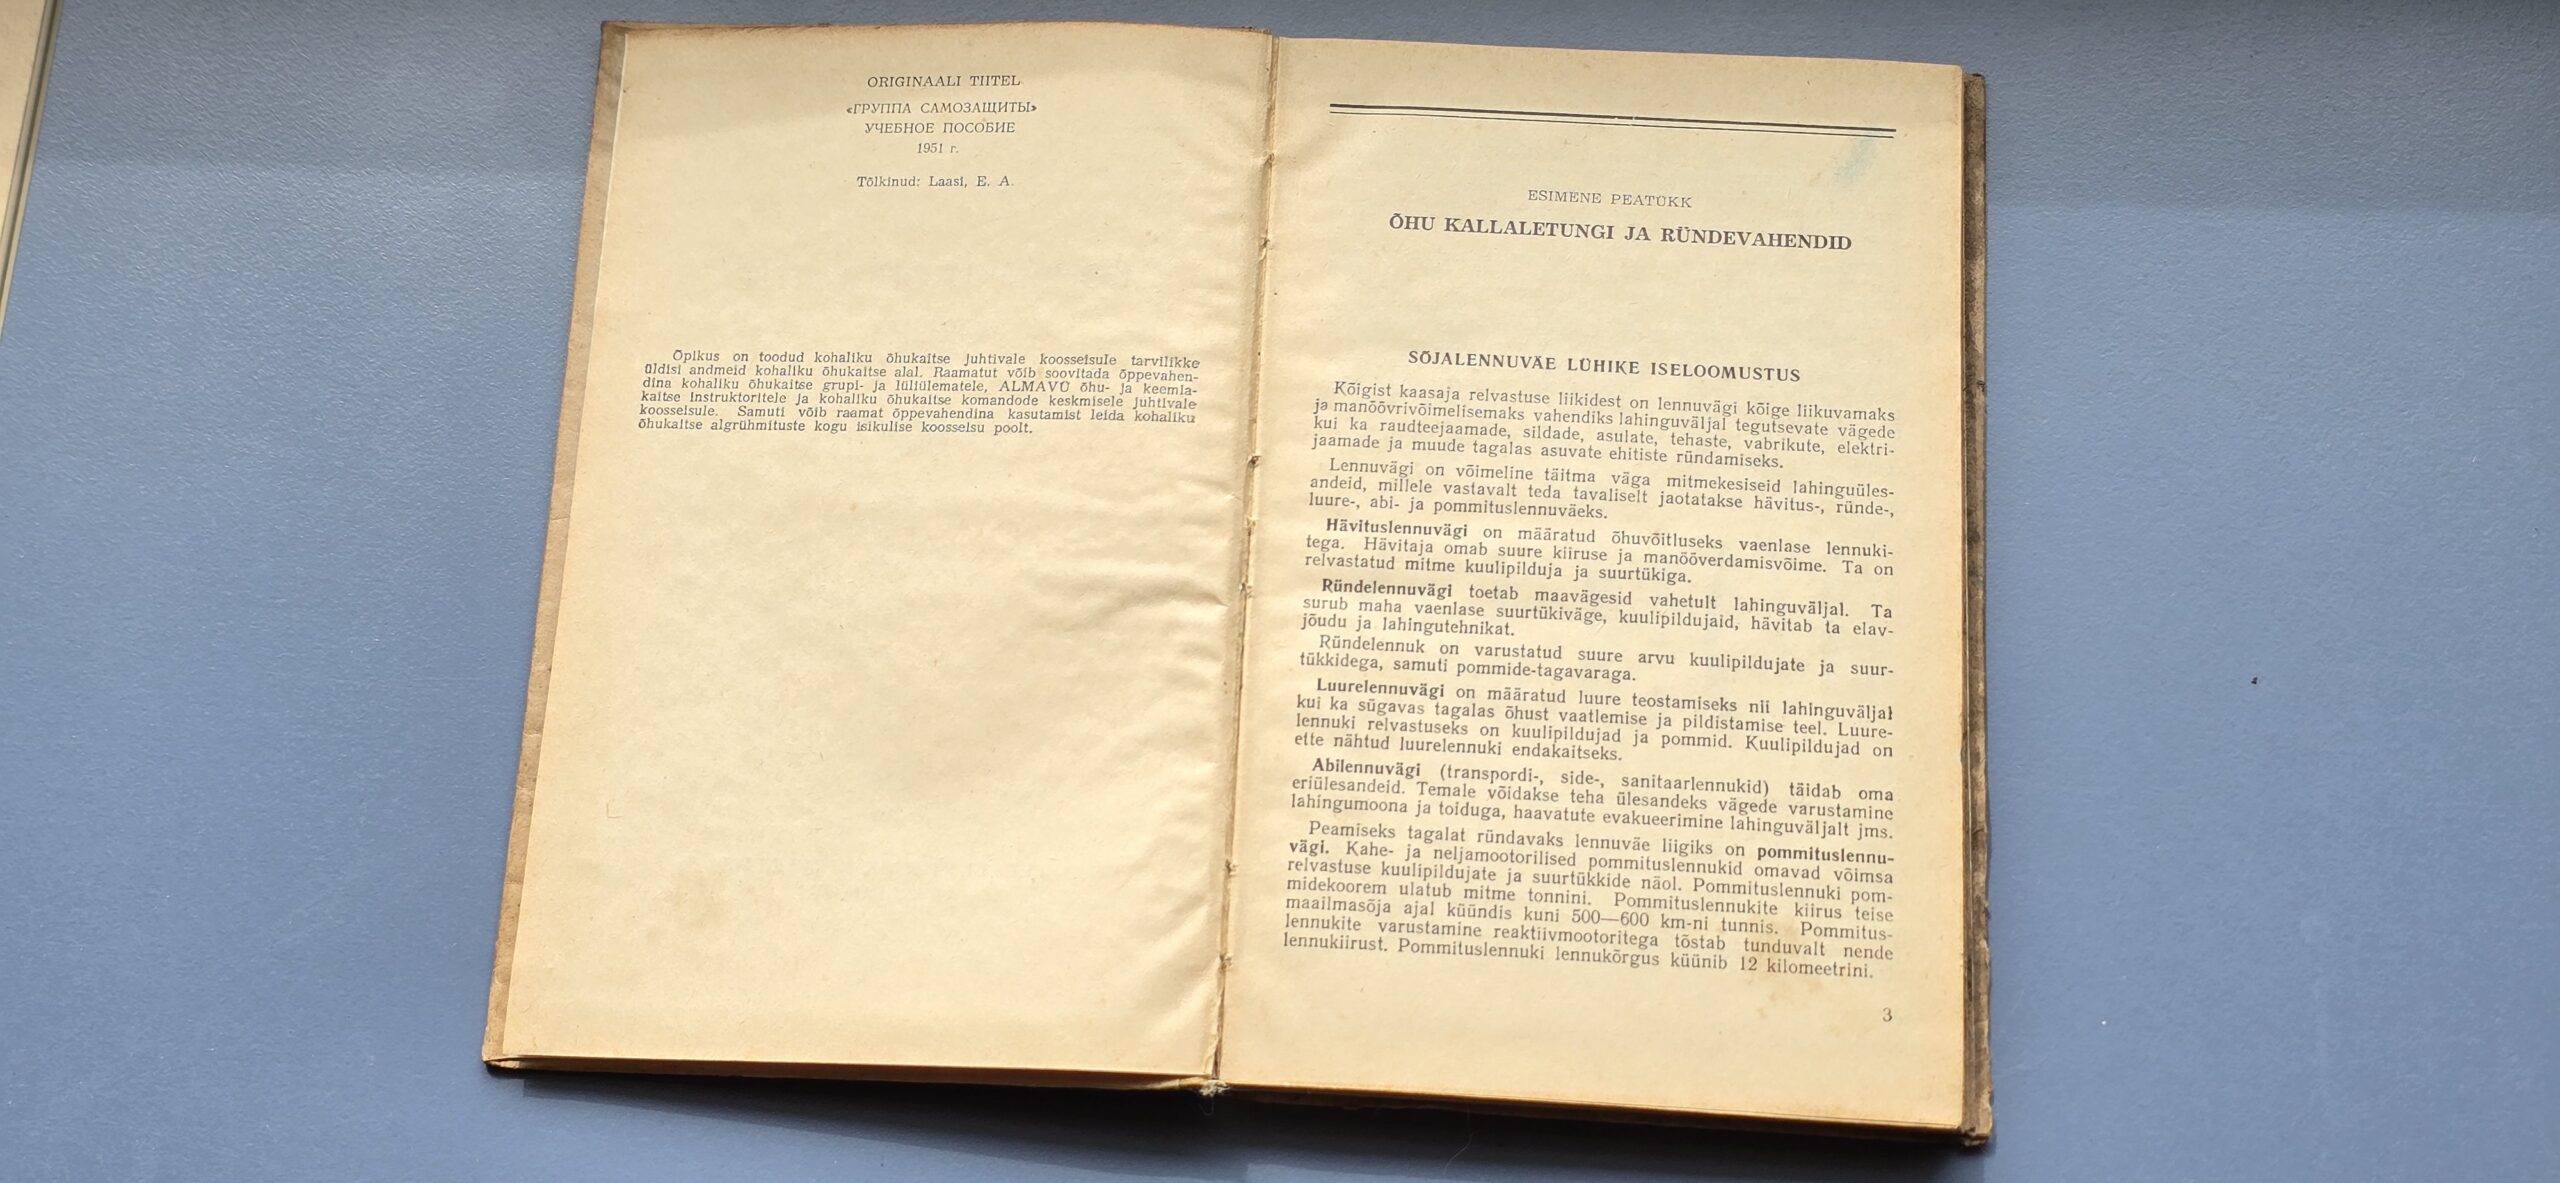 ORIGINAALI TIITEL
«ГРУППА САМОЗАЩИТЫ»
УЧЕБНОЕ ПОСОБИЕ
1951 г.
Tõlkinud: Laasi, E. A.
Õpikus on toodud kohaliku õhukaitse juhtivale koosseisule tarvilikke
üldisi andmeid kohaliku õhukaitse alal. Raamatut võib soovitada õppevahen-
dina kohaliku õhukaitse grupi- ja lüliülematele, ALMAVÜ õhu- ja keemia-
kaitse instruktoritele ja kohaliku õhukaitse komandode keskmisele juhtivale
koosseisule. Samuti võib raamat õppevahendina kasutamist leida kohaliku
õhukaitse algrühmituste kogu isikulise koosseisu poolt.
ESIMENE PEATÜKK
ÕHU KALLALETUNGI JA RÜNDEVAHENDID
SÕJALENNUVÄE LÜHIKE ISELOOMUSTUS
Kõigist kaasaja relvastuse liikidest on lennuvägi kõige liikuvamaks
ja manöövrivõimelisemaks vahendiks lahinguväljal tegutsevate vägede
kui ka raudteejaamade, sildade, asulate, tehaste, vabrikute, elektri-
jaamade ja muude tagalas asuvate ehitiste ründamiseks.
Lennuvägi on võimeline täitma väga mitmekesiseid lahinguüles-
andeid, millele vastavalt teda tavaliselt jaotatakse hävitus-, ründe-,
luure-, abi- ja pommituslennuväeks.
Hävituslennuvägi on määratud õhuvõitluseks vaenlase lennuki-
tega. Hävitaja omab suure kiiruse ja manööverdamisvõime. Ta on
relvastatud mitme kuulipilduja ja suurtükiga.
Ründelennuvägi toetab maavägesid vahetult lahinguväljal. Ta
surub maha vaenlase suurtükiväge, kuulipildujaid, hävitab ta elav-
jõudu ja lahingutehnikat.
Ründelennuk on varustatud suure arvu kuulipildujate ja suur-
tükkidega, samuti pommide-tagavaraga.
Luurelennuvägi on määratud luure teostamiseks nii lahinguväljal
kui ka sügavas tagalas õhust vaatlemise ja pildistamise teel. Luure-
lennuki relvastuseks on kuulipildujad ja pommid. Kuulipildujad on
ette nähtud luurelennuki endakaitseks.
Abilennuvägi (transpordi-, side-, sanitaarlennukid) täidab oma
eriülesandeid. Temale võidakse teha ülesandeks vägede varustamine
lahingumoona ja toiduga, haavatute evakueerimine lahinguväljalt jms.
Peamiseks tagalat ründavaks lennuväe liigiks on pommituslennu-
vägi. Kahe- ja neljamootorilised pommituslennukid omavad võimsa
relvastuse kuulipildujate ja suurtükkide näol. Pommituslennuki pom-
midekoorem ulatub mitme tonnini. Pommituslennukite kiirus teise
maailmasõja ajal küündis kuni 500—600 km-ni tunnis. Pommitus-
lennukite varustamine reaktiivmootoritega tõstab tunduvalt nende
lennukiirust. Pommituslennuki lennukõrgus küünib 12 kilomeetrini.
3